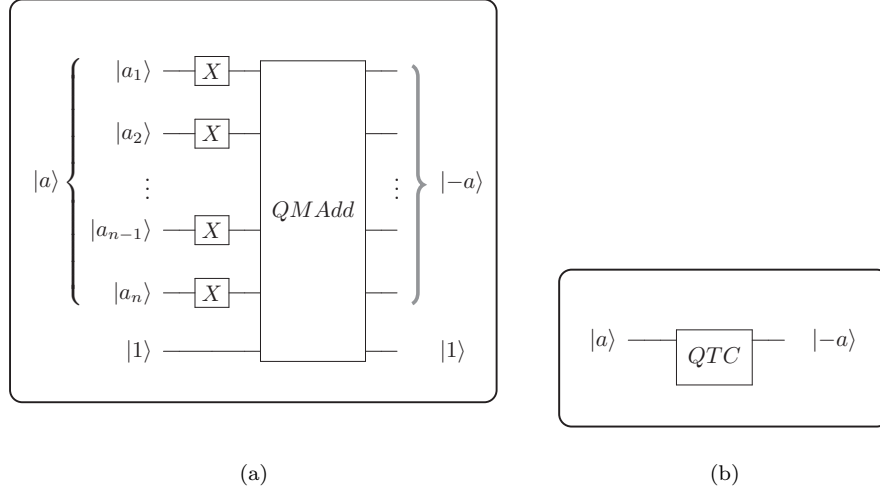 |a₁⟩ X
|a₂⟩ X
|a⟩ ⋮ QMAdd ⋮ |−a⟩
|aₙ₋₁⟩ X
|aₙ⟩ X
|1⟩ |1⟩
|a⟩ QTC |−a⟩
(a) (b)